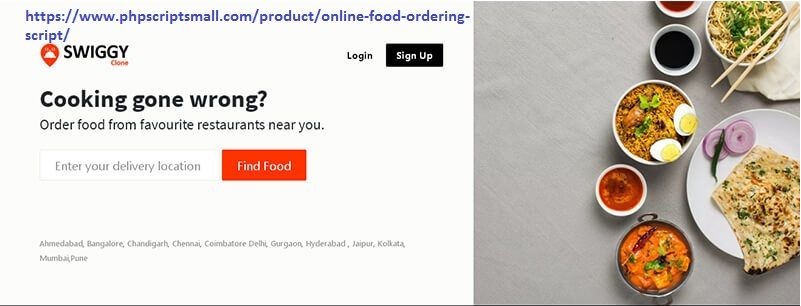 https://www.phpscriptsmall.com/product/online-food-ordering-
script/
SWIGGY
Clone
Login
Sign Up
Cooking gone wrong?
Order food from favourite restaurants near you.
Enter your delivery location
Find Food
Ahmedabad, Bangalore, Chandigarh, Chennai, Coimbatore Delhi, Gurgaon, Hyderabad , Jaipur, Kolkata,
Mumbai,Pune